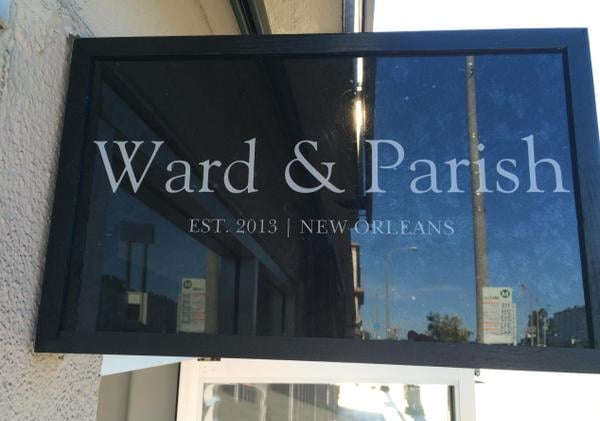 Ward & Parish
EST. 2013 | NEW ORLEANS